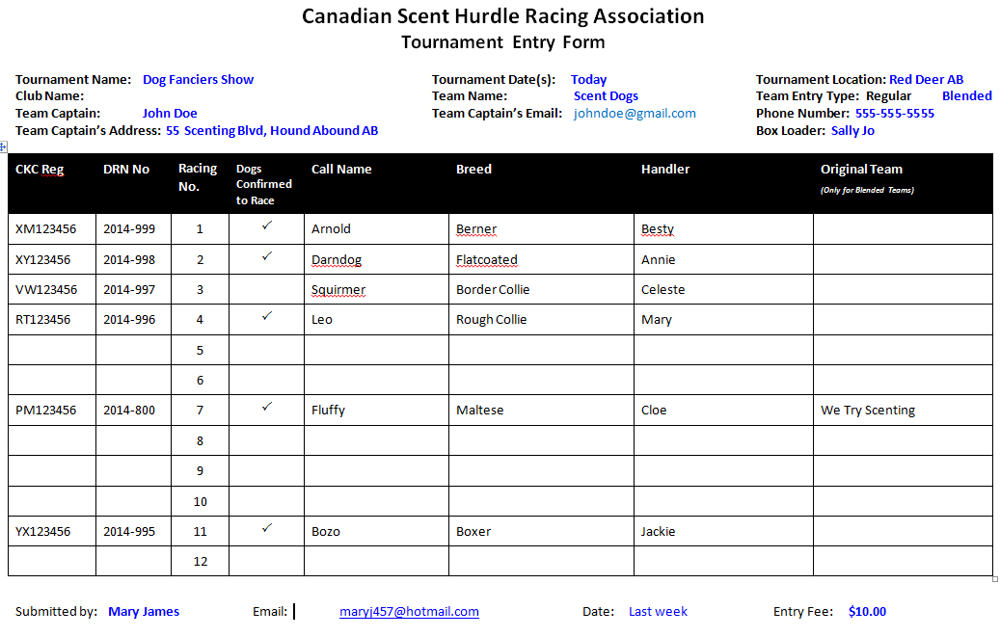 Canadian Scent Hurdle Racing Association
Tournament Entry Form
Tournament Name: Dog Fanciers Show Tournament Date(s): Today Tournament Location: Red Deer AB
Club Name: Team Name: Scent Dogs Team Entry Type: Regular Blended
Team Captain: John Doe Team Captain's Email: johndoe@gmail.com Phone Number: 555-555-5555
Team Captain's Address: 55 Scenting Blvd, Hound Abound AB Box Loader: Sally Jo
CKC Reg DRN No Racing No. Dogs Confirmed to Race Call Name Breed Handler Original Team (Only for Blended Teams)
XM123456 2014-999 1 ✓ Arnold Berner Besty
XY123456 2014-998 2 ✓ Darndog Flatcoated Annie
VW123456 2014-997 3 Squirmer Border Collie Celeste
RT123456 2014-996 4 ✓ Leo Rough Collie Mary
5
6
PM123456 2014-800 7 ✓ Fluffy Maltese Cloe We Try Scenting
8
9
10
YX123456 2014-995 11 ✓ Bozo Boxer Jackie
12
Submitted by: Mary James Email: maryj457@hotmail.com Date: Last week Entry Fee: $10.00